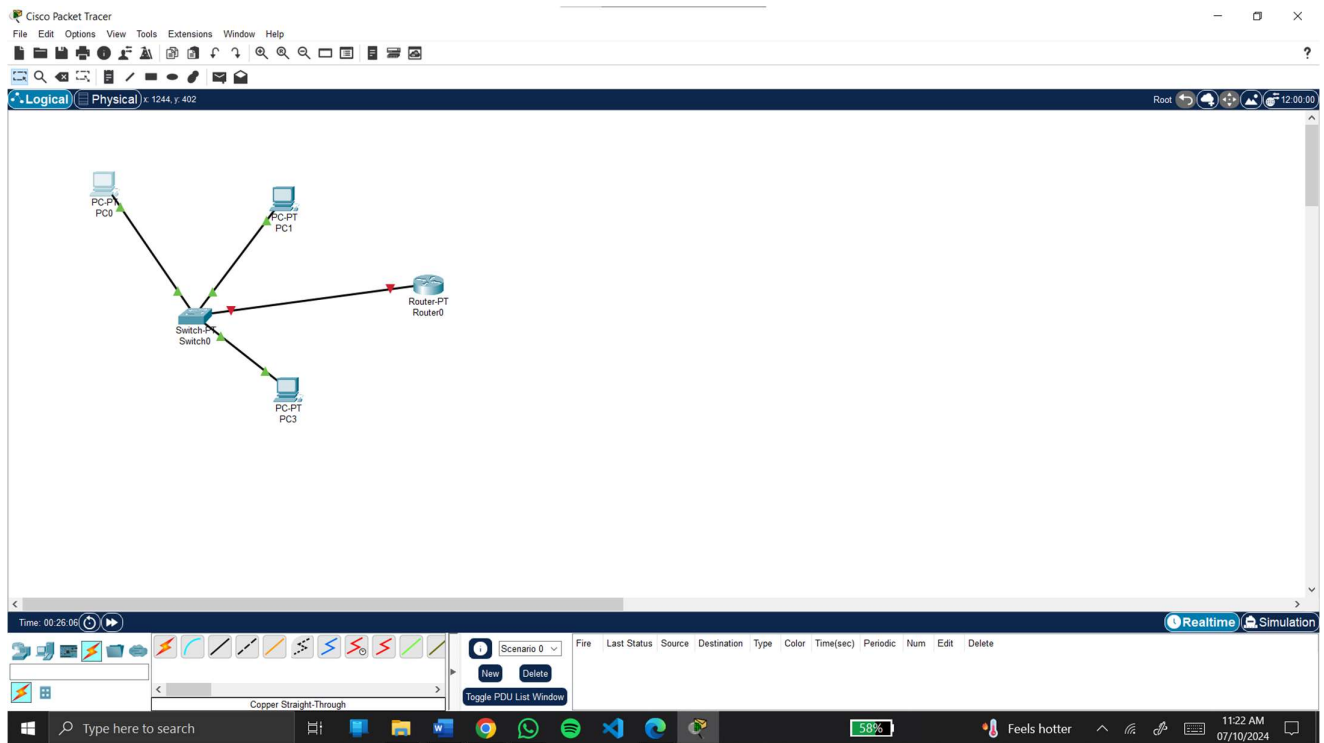 Cisco Packet Tracer
File Edit Options View Tools Extensions Window Help
?
Logical Physical x: 1244, y: 402 Root 12:00:00
PC-PT
PC0
PC-PT
PC1
Router-PT
Router0
Switch-PT
Switch0
PC-PT
PC3
Time: 00:26:06 Realtime Simulation
Scenario 0 Fire Last Status Source Destination Type Color Time(sec) Periodic Num Edit Delete
New Delete
Toggle PDU List Window
Copper Straight-Through
Type here to search 58% Feels hotter 11:22 AM
07/10/2024